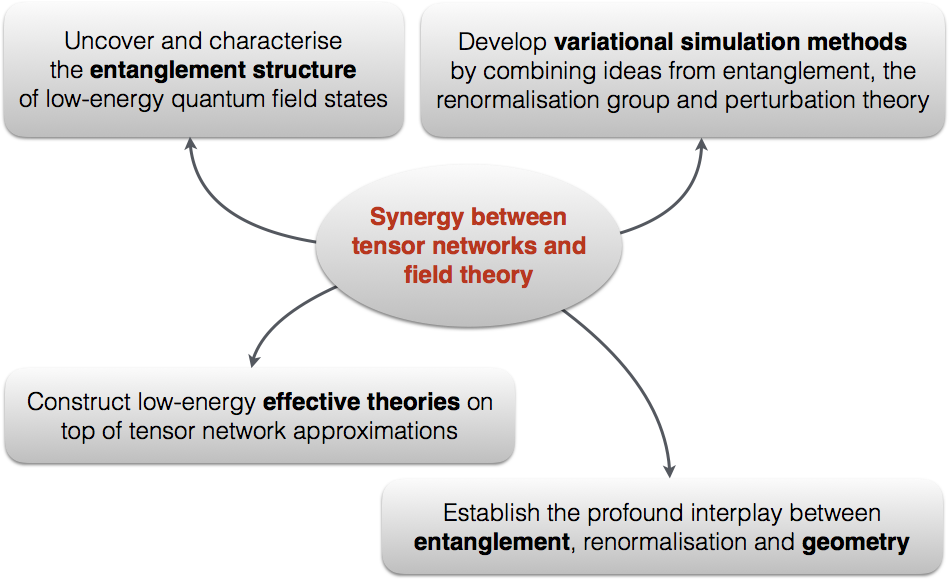 Uncover and characterise
the entanglement structure
of low-energy quantum field states
Develop variational simulation methods
by combining ideas from entanglement, the
renormalisation group and perturbation theory
Synergy between
tensor networks and
field theory
Construct low-energy effective theories on
top of tensor network approximations
Establish the profound interplay between
entanglement, renormalisation and geometry